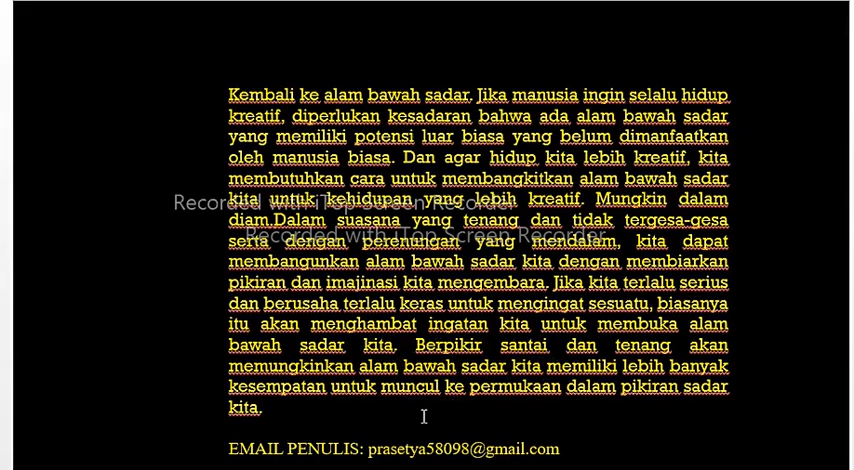 Kembali ke alam bawah sadar. Jika manusia ingin selalu hidup
kreatif, diperlukan kesadaran bahwa ada alam bawah sadar
yang memiliki potensi luar biasa yang belum dimanfaatkan
oleh manusia biasa. Dan agar hidup kita lebih kreatif, kita
membutuhkan cara untuk membangkitkan alam bawah sadar
kita untuk kehidupan yang lebih kreatif. Mungkin dalam
Recorded with iTop Screen Recorder
diam,Dalam suasana yang tenang dan tidak tergesa-gesa
Recorded with iTop Screen Recorder
serta dengan perenungan yang mendalam, kita dapat
membangunkan alam bawah sadar kita dengan membiarkan
pikiran dan imajinasi kita mengembara. Jika kita terlalu serius
dan berusaha terlalu keras untuk mengingat sesuatu, biasanya
itu akan menghambat ingatan kita untuk membuka alam
bawah sadar kita. Berpikir santai dan tenang akan
memungkinkan alam bawah sadar kita memiliki lebih banyak
kesempatan untuk muncul ke permukaan dalam pikiran sadar
kita.
EMAIL PENULIS: prasetya58098@gmail.com